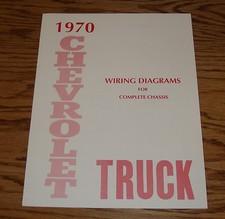 1970
CHEVROLET
WIRING DIAGRAMS
FOR
COMPLETE CHASSIS
TRUCK